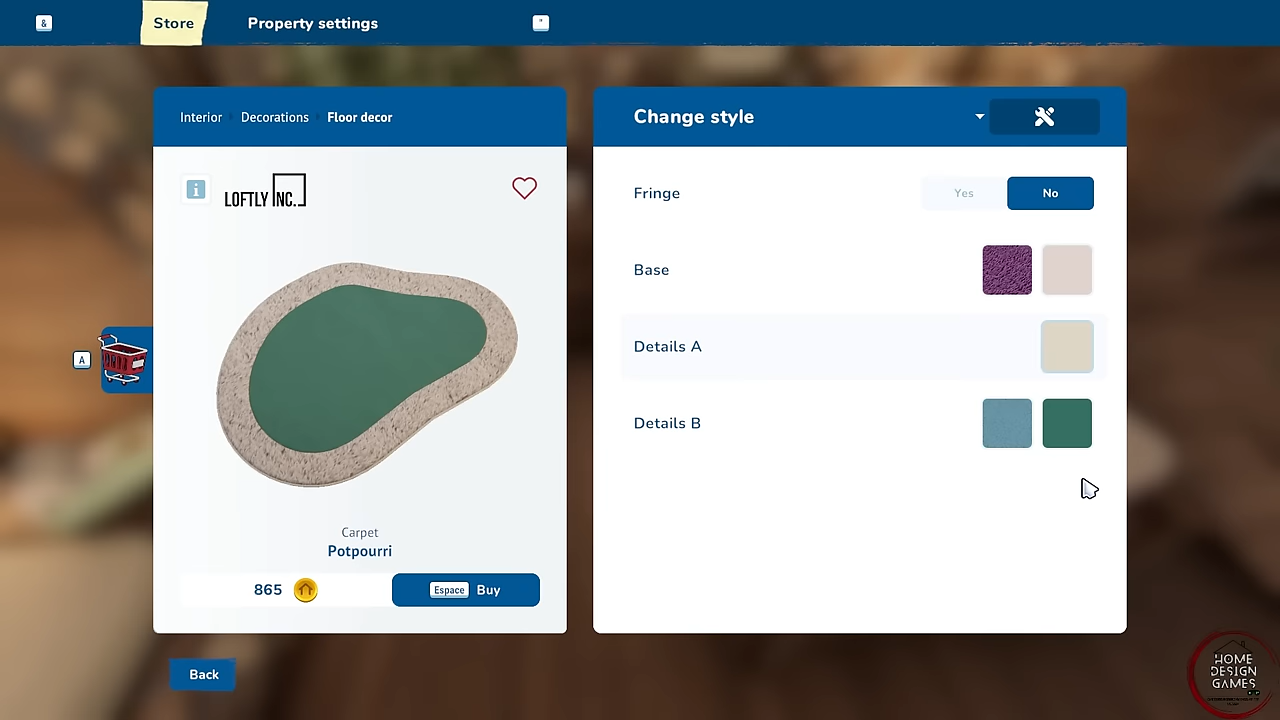 &
Store
Property settings
"
Interior
Decorations
Floor decor
Change style
LOFTLY INC.
Fringe
Yes
No
Base
Details A
A
Details B
Carpet
Potpourri
865
Espace
Buy
Back
HOME
DESIGN
GAMES